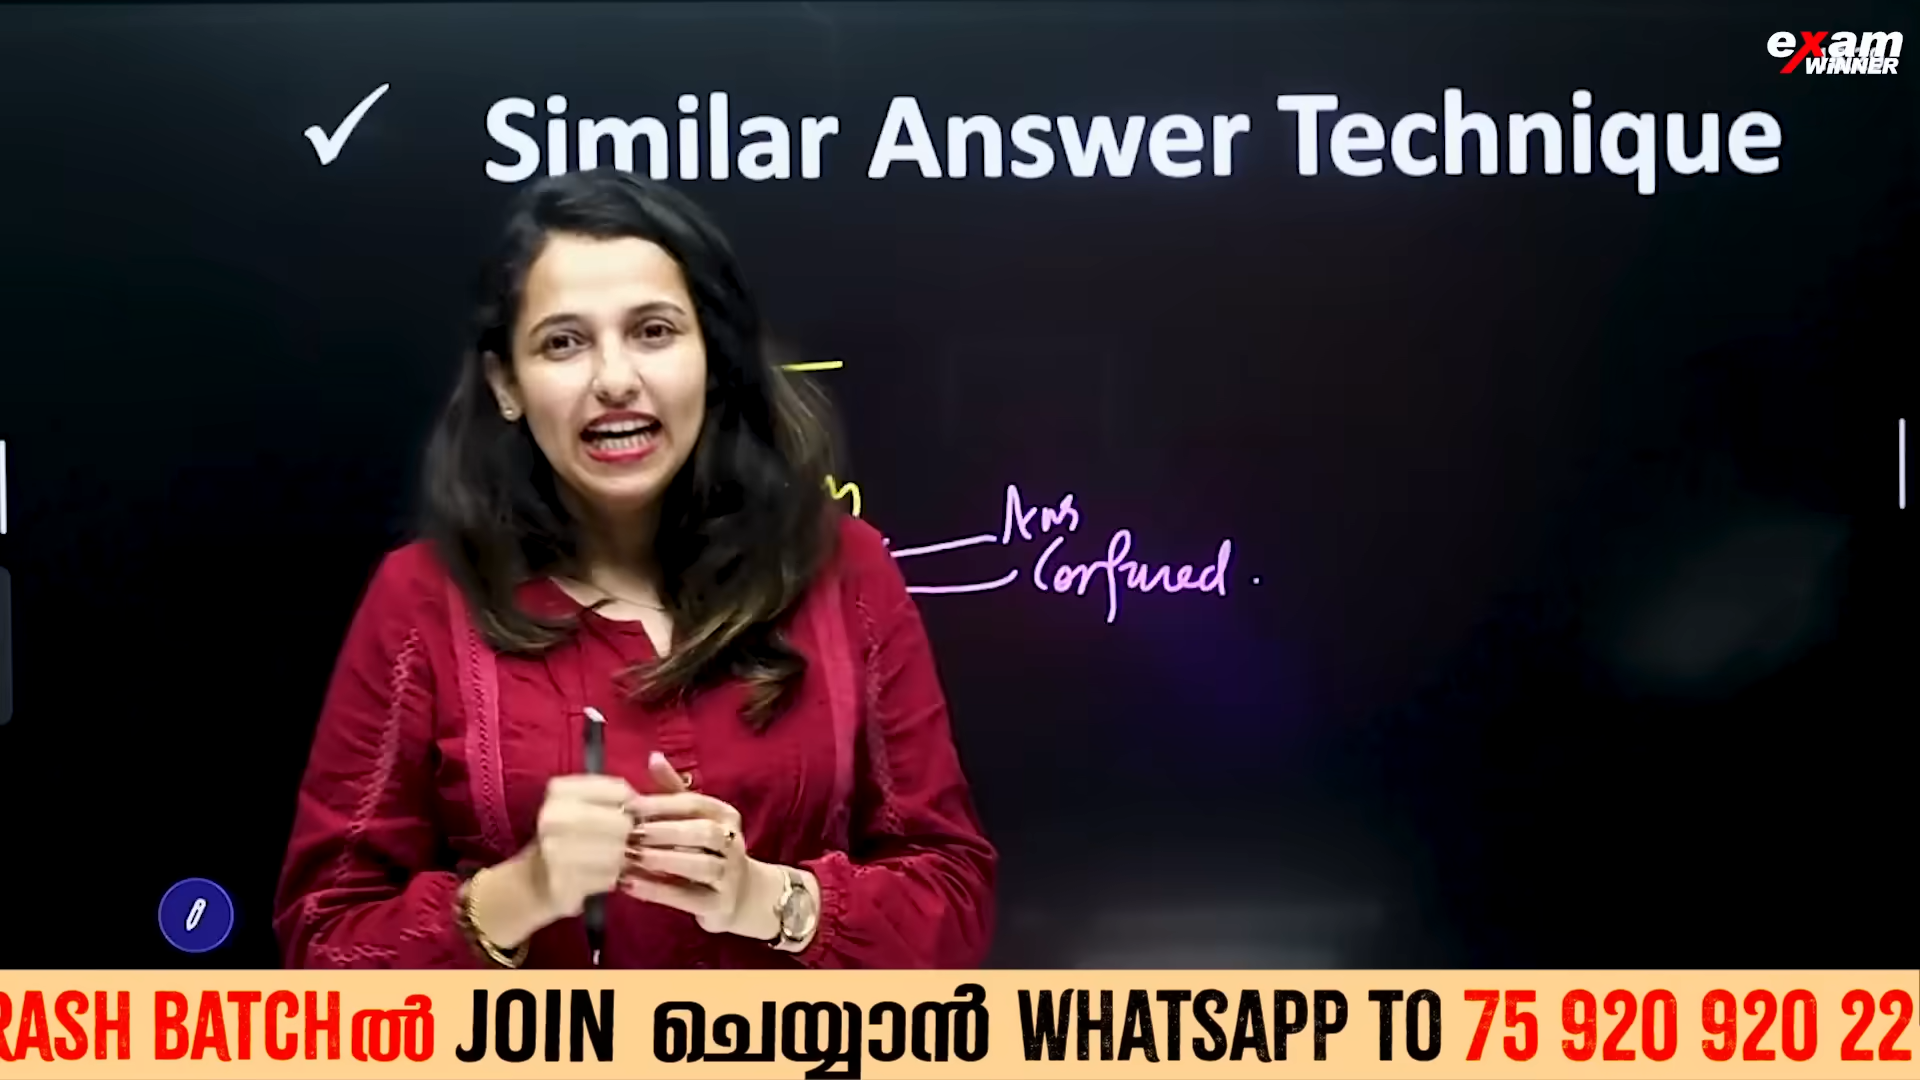 exam
WINNER
✓ Similar Answer Technique
Ans
Confused.
RASH BATCHൽ JOIN ചെയ്യാൻ WHATSAPP TO 75 920 920 22